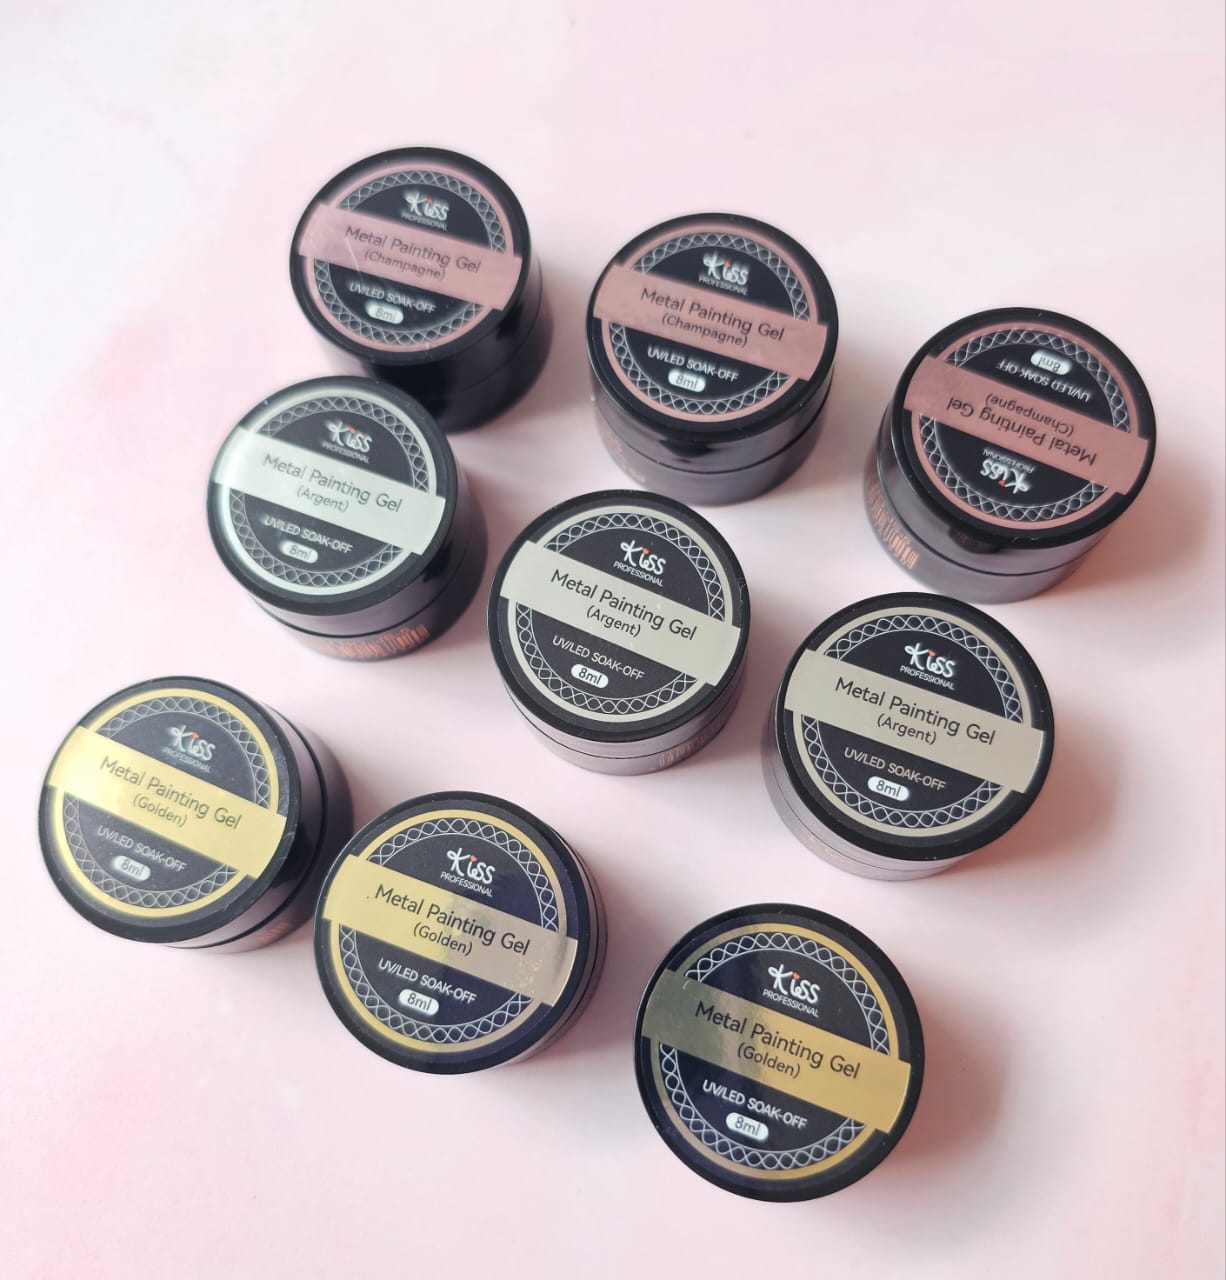 Kiss
PROFESSIONAL
Metal Painting Gel
(Champagne)
UV/LED SOAK-OFF
8ml
Kiss
PROFESSIONAL
Metal Painting Gel
(Champagne)
UV/LED SOAK-OFF
8ml
Kiss
PROFESSIONAL
Metal Painting Gel
(Champagne)
UV/LED SOAK-OFF
8ml
Kiss
PROFESSIONAL
Metal Painting Gel
(Argent)
UV/LED SOAK-OFF
8ml
Kiss
PROFESSIONAL
Metal Painting Gel
(Argent)
UV/LED SOAK-OFF
8ml
Kiss
PROFESSIONAL
Metal Painting Gel
(Argent)
UV/LED SOAK-OFF
8ml
Kiss
PROFESSIONAL
Metal Painting Gel
(Golden)
UV/LED SOAK-OFF
8ml
Kiss
PROFESSIONAL
Metal Painting Gel
(Golden)
UV/LED SOAK-OFF
8ml
Kiss
PROFESSIONAL
Metal Painting Gel
(Golden)
UV/LED SOAK-OFF
8ml